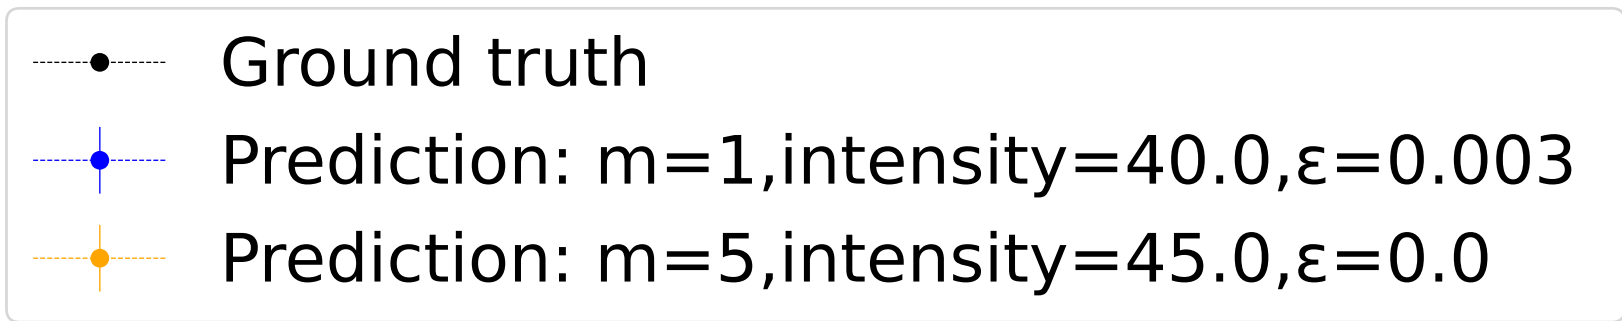 Ground truth
Prediction: m=1,intensity=40.0,ε=0.003
Prediction: m=5,intensity=45.0,ε=0.0